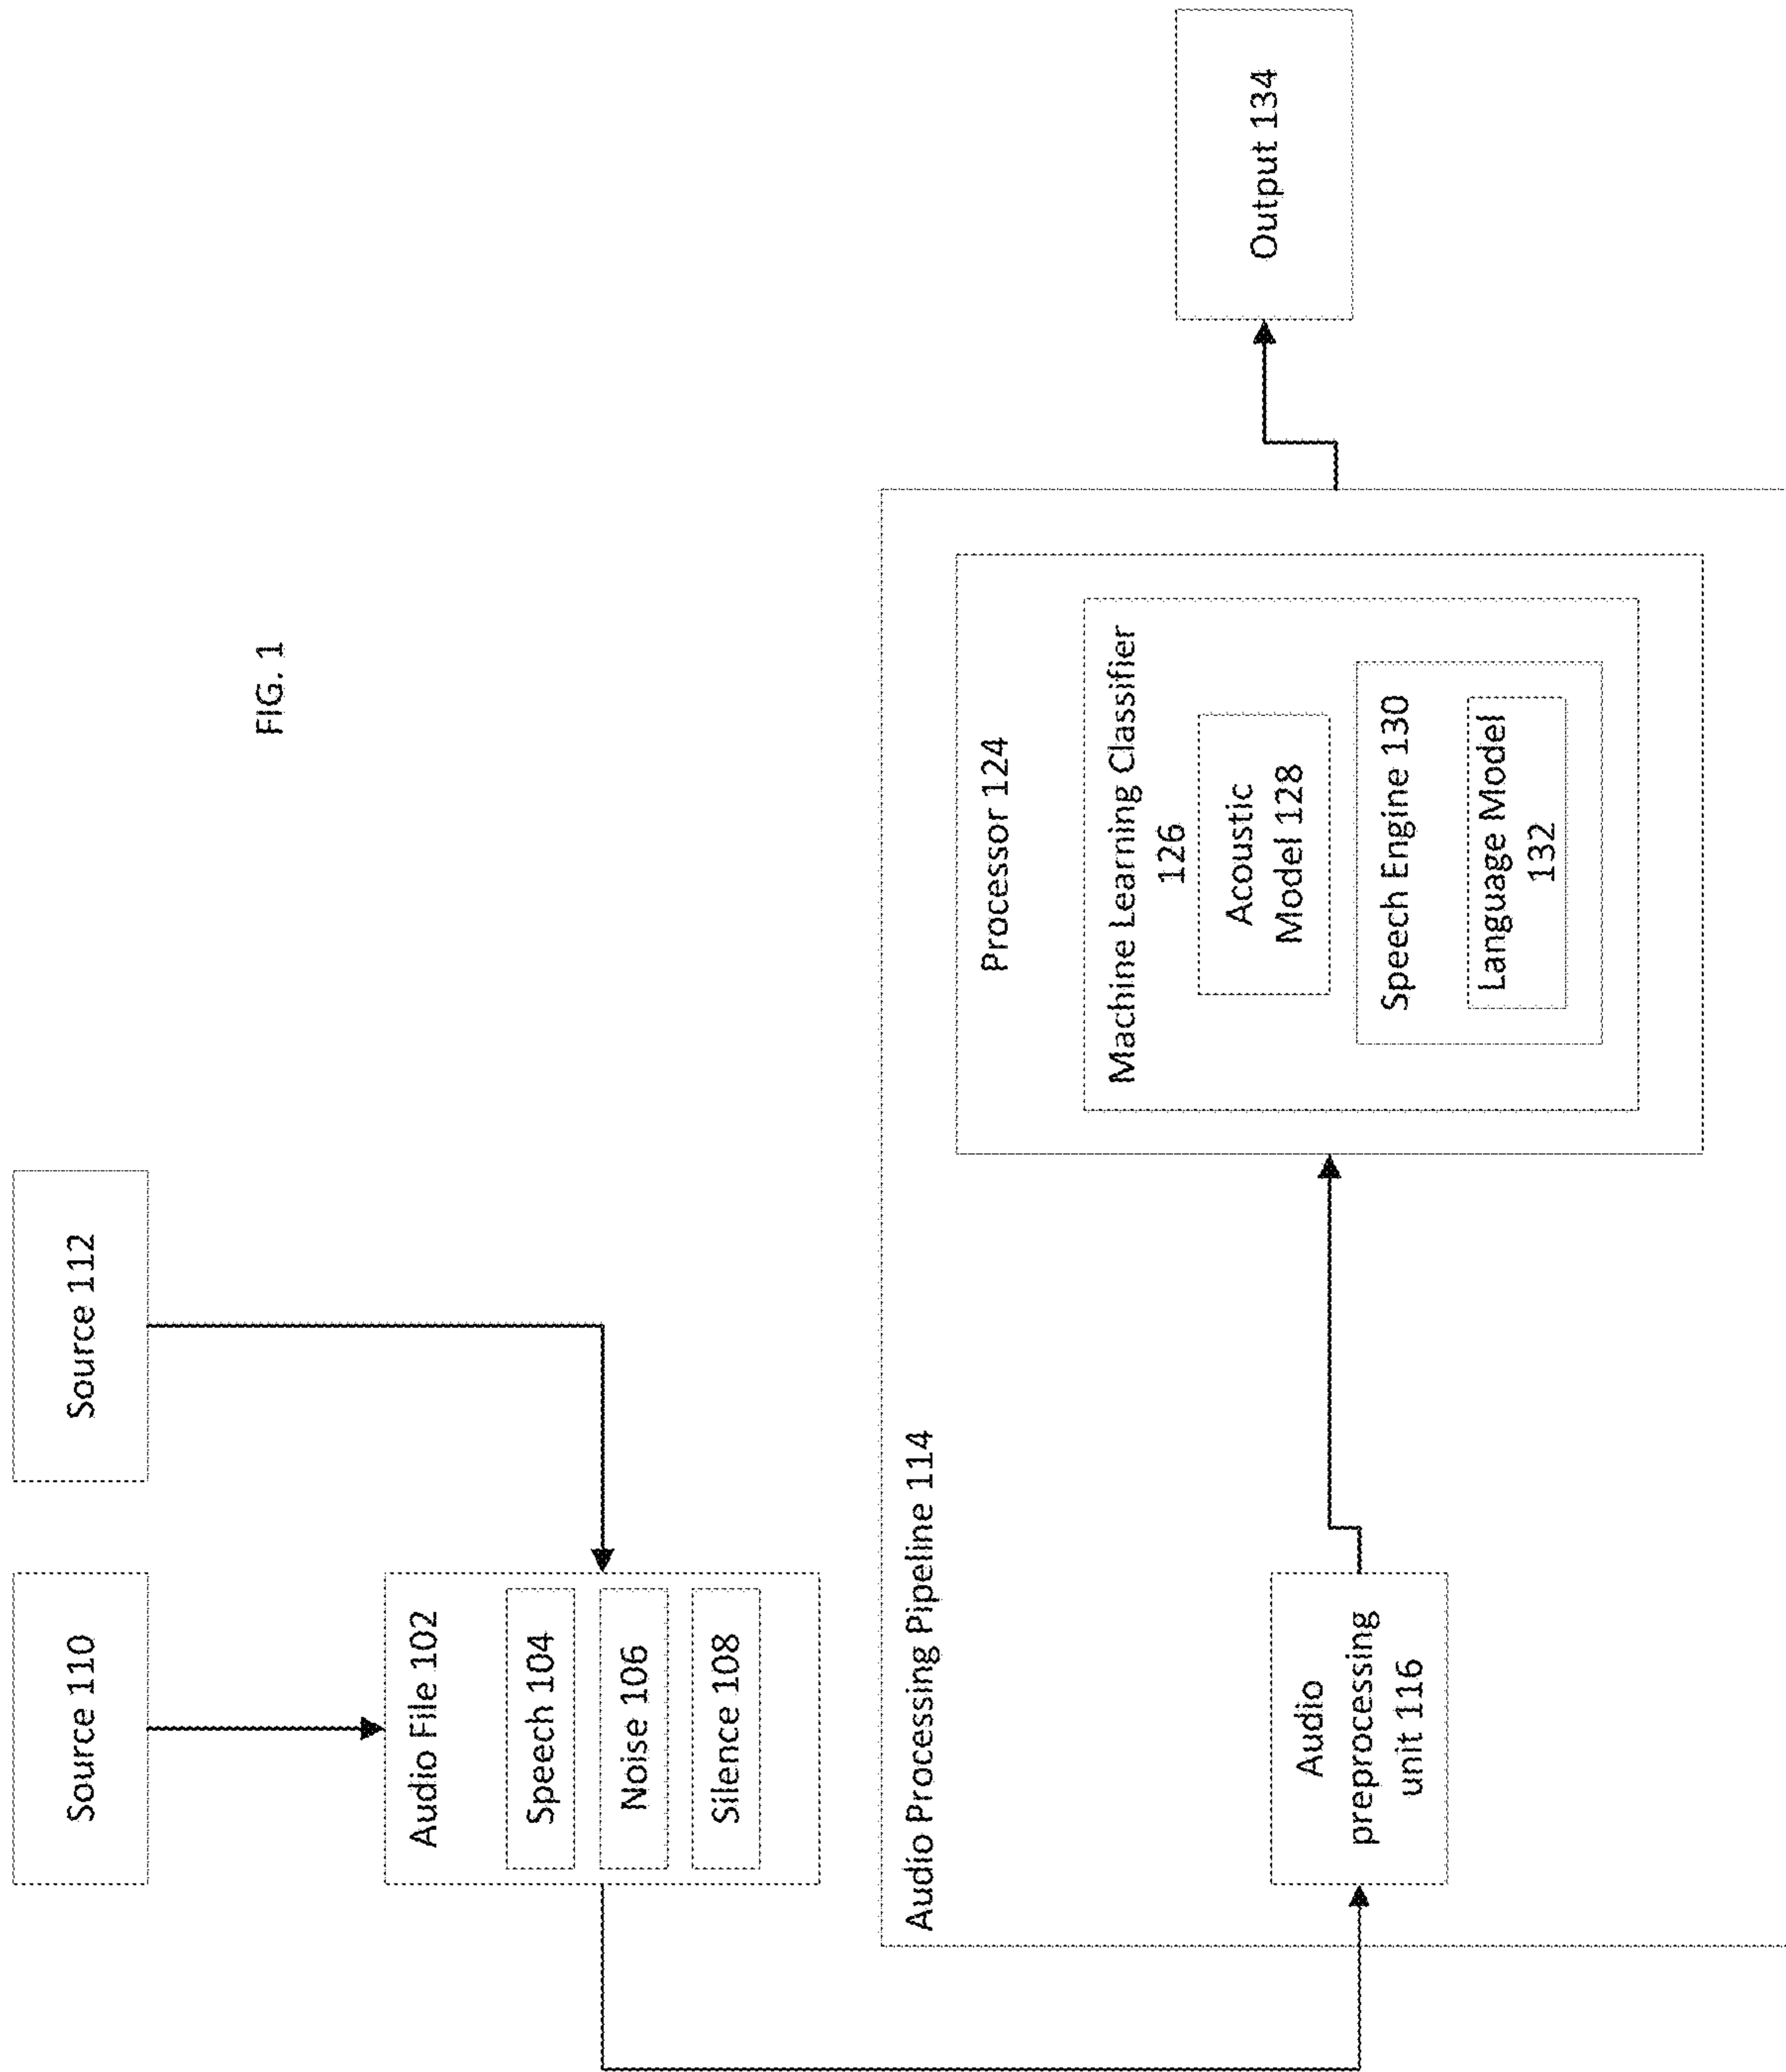 FIG. 1
Source 110
Source 112
Audio File 102
Speech 104
Noise 106
Silence 108
Audio Processing Pipeline 114
Audio
preprocessing
unit 116
Processor 124
Machine Learning Classifier
126
Acoustic
Model 128
Speech Engine 130
Language Model
132
Output 134